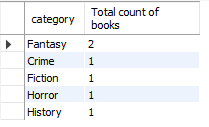 category Total count of
books
Fantasy 2
Crime 1
Fiction 1
Horror 1
History 1